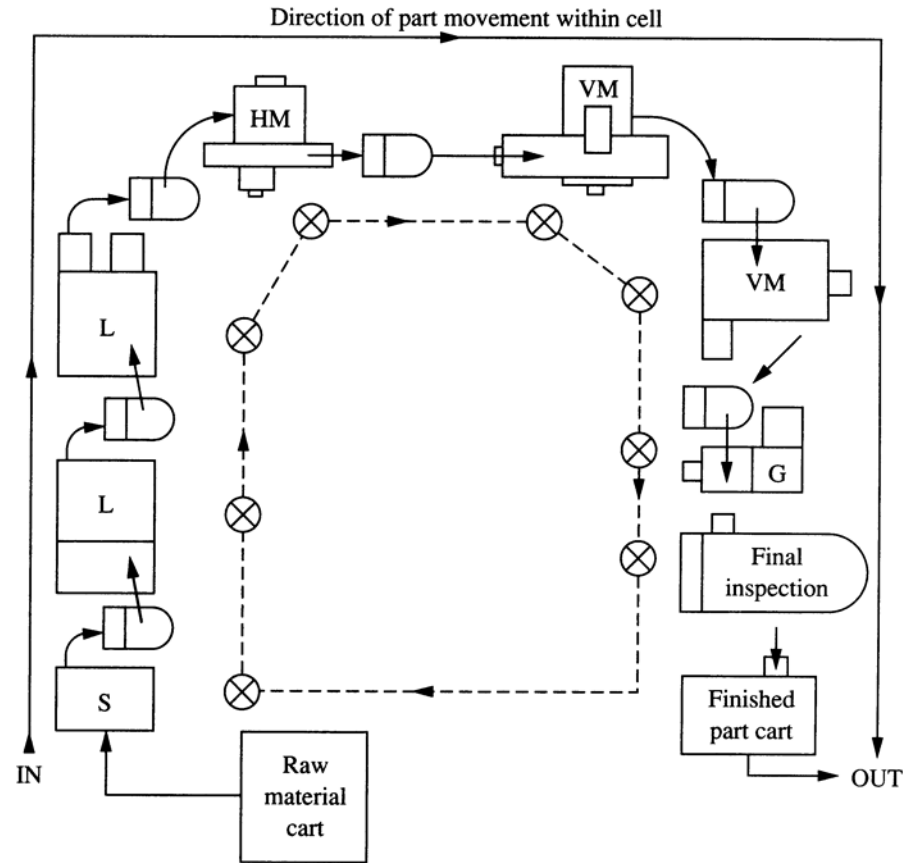 Direction of part movement within cell
HM
VM
L
VM
L
G
Final
inspection
S
Finished
part cart
IN
Raw
material
cart
OUT